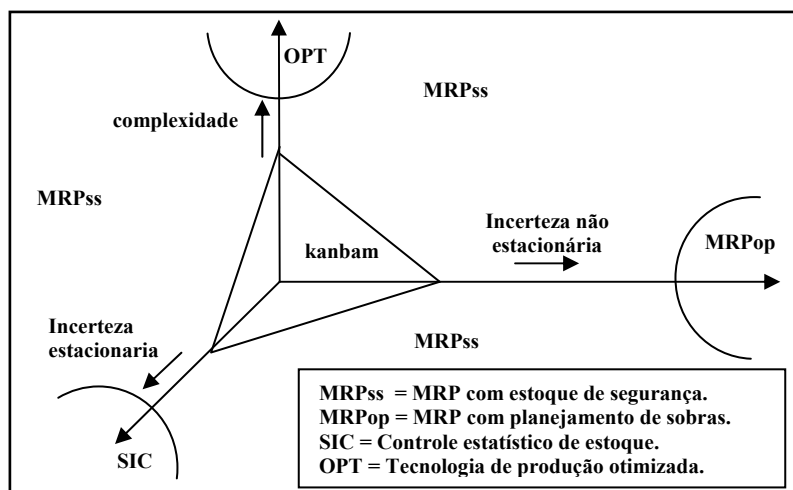 OPT
MRPss
complexidade
MRPss
Incerteza não
estacionária
MRPop
kanbam
Incerteza
estacionaria
MRPss
SIC
MRPss = MRP com estoque de segurança.
MRPop = MRP com planejamento de sobras.
SIC = Controle estatístico de estoque.
OPT = Tecnologia de produção otimizada.